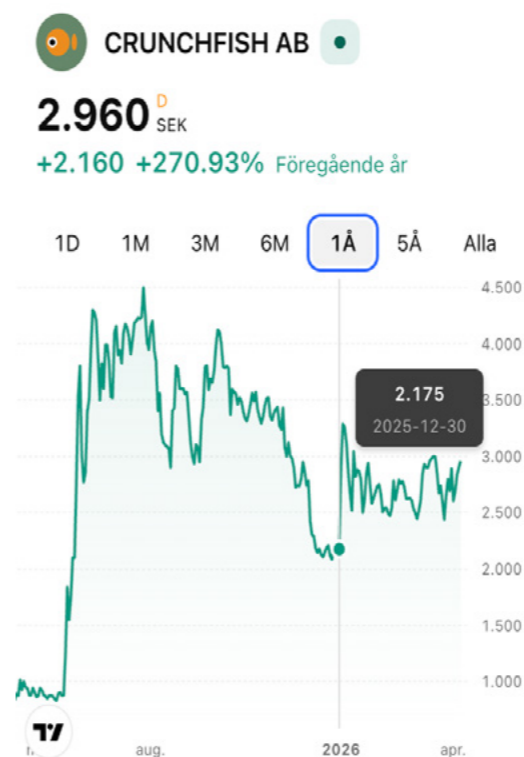 CRUNCHFISH AB
2.960 D SEK
+2.160 +270.93% Föregående år
1D 1M 3M 6M 1Å 5Å Alla
4.500
4.000
2.175
3.500
2025-12-30
3.000
2.500
2.000
1.500
1.000
aug. 2026 apr.